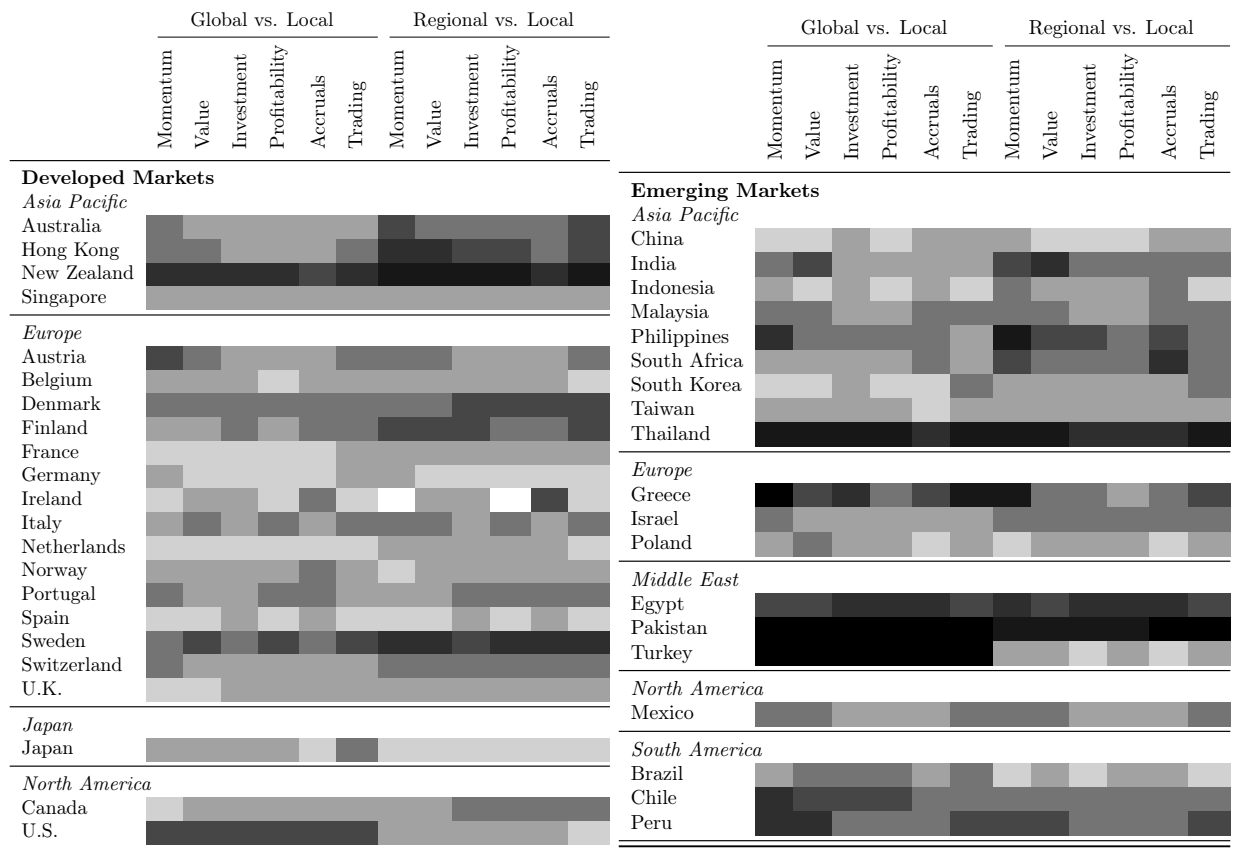 Global vs. Local Regional vs. Local
Momentum Value Investment Profitability Accruals Trading Momentum Value Investment Profitability Accruals Trading
Developed Markets
Asia Pacific
Australia
Hong Kong
New Zealand
Singapore
Europe
Austria
Belgium
Denmark
Finland
France
Germany
Ireland
Italy
Netherlands
Norway
Portugal
Spain
Sweden
Switzerland
U.K.
Japan
Japan
North America
Canada
U.S.
Global vs. Local Regional vs. Local
Momentum Value Investment Profitability Accruals Trading Momentum Value Investment Profitability Accruals Trading
Emerging Markets
Asia Pacific
China
India
Indonesia
Malaysia
Philippines
South Africa
South Korea
Taiwan
Thailand
Europe
Greece
Israel
Poland
Middle East
Egypt
Pakistan
Turkey
North America
Mexico
South America
Brazil
Chile
Peru